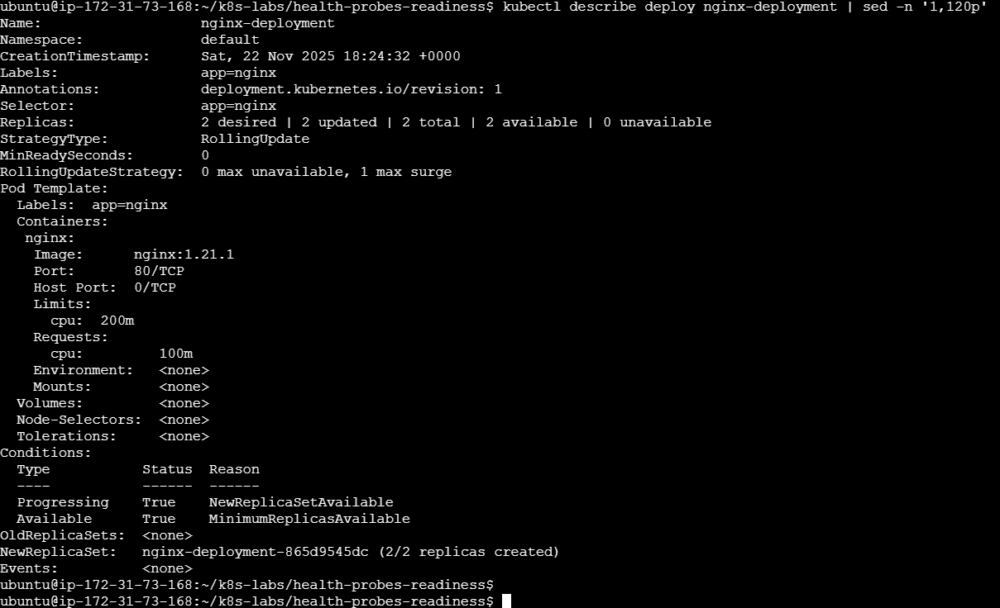 ubuntu@ip-172-31-73-168:~/k8s-labs/health-probes-readiness$ kubectl describe deploy nginx-deployment | sed -n '1,120p'
Name:                   nginx-deployment
Namespace:              default
CreationTimestamp:      Sat, 22 Nov 2025 18:24:32 +0000
Labels:                 app=nginx
Annotations:            deployment.kubernetes.io/revision: 1
Selector:               app=nginx
Replicas:               2 desired | 2 updated | 2 total | 2 available | 0 unavailable
StrategyType:           RollingUpdate
MinReadySeconds:        0
RollingUpdateStrategy:  0 max unavailable, 1 max surge
Pod Template:
  Labels:  app=nginx
  Containers:
   nginx:
    Image:      nginx:1.21.1
    Port:       80/TCP
    Host Port:  0/TCP
    Limits:
      cpu:  200m
    Requests:
      cpu:         100m
    Environment:   <none>
    Mounts:        <none>
  Volumes:         <none>
  Node-Selectors:  <none>
  Tolerations:     <none>
Conditions:
  Type           Status  Reason
  ----           ------  ------
  Progressing    True    NewReplicaSetAvailable
  Available      True    MinimumReplicasAvailable
OldReplicaSets:  <none>
NewReplicaSet:   nginx-deployment-865d9545dc (2/2 replicas created)
Events:          <none>
ubuntu@ip-172-31-73-168:~/k8s-labs/health-probes-readiness$
ubuntu@ip-172-31-73-168:~/k8s-labs/health-probes-readiness$